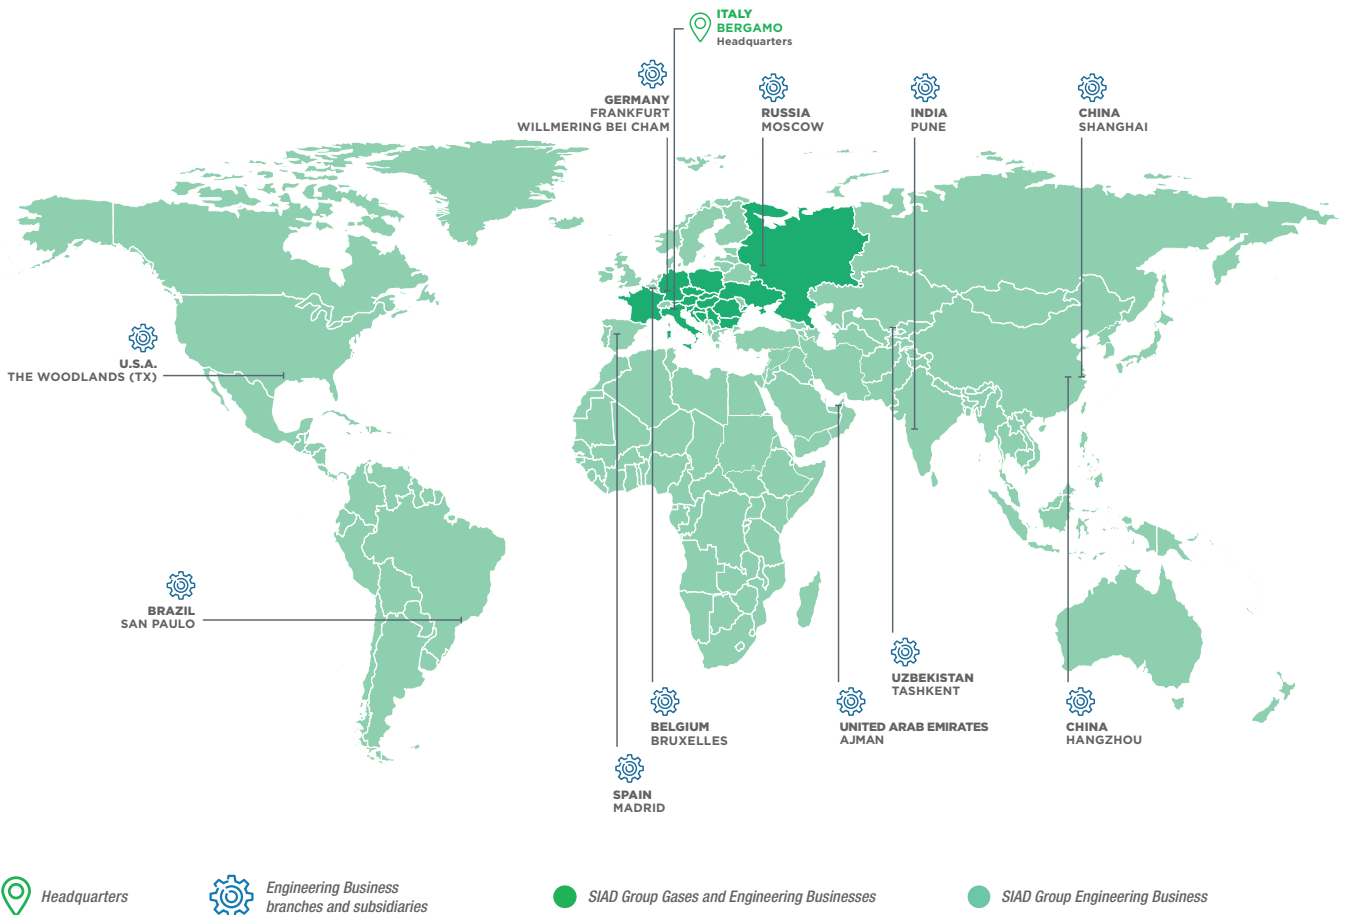 ITALY
BERGAMO
Headquarters
GERMANY
FRANKFURT
WILLMERING BEI CHAM
RUSSIA
MOSCOW
INDIA
PUNE
CHINA
SHANGHAI
U.S.A.
THE WOODLANDS (TX)
BRAZIL
SAN PAULO
UZBEKISTAN
TASHKENT
BELGIUM
BRUXELLES
UNITED ARAB EMIRATES
AJMAN
CHINA
HANGZHOU
SPAIN
MADRID
Headquarters
Engineering Business
branches and subsidiaries
SIAD Group Gases and Engineering Businesses
SIAD Group Engineering Business